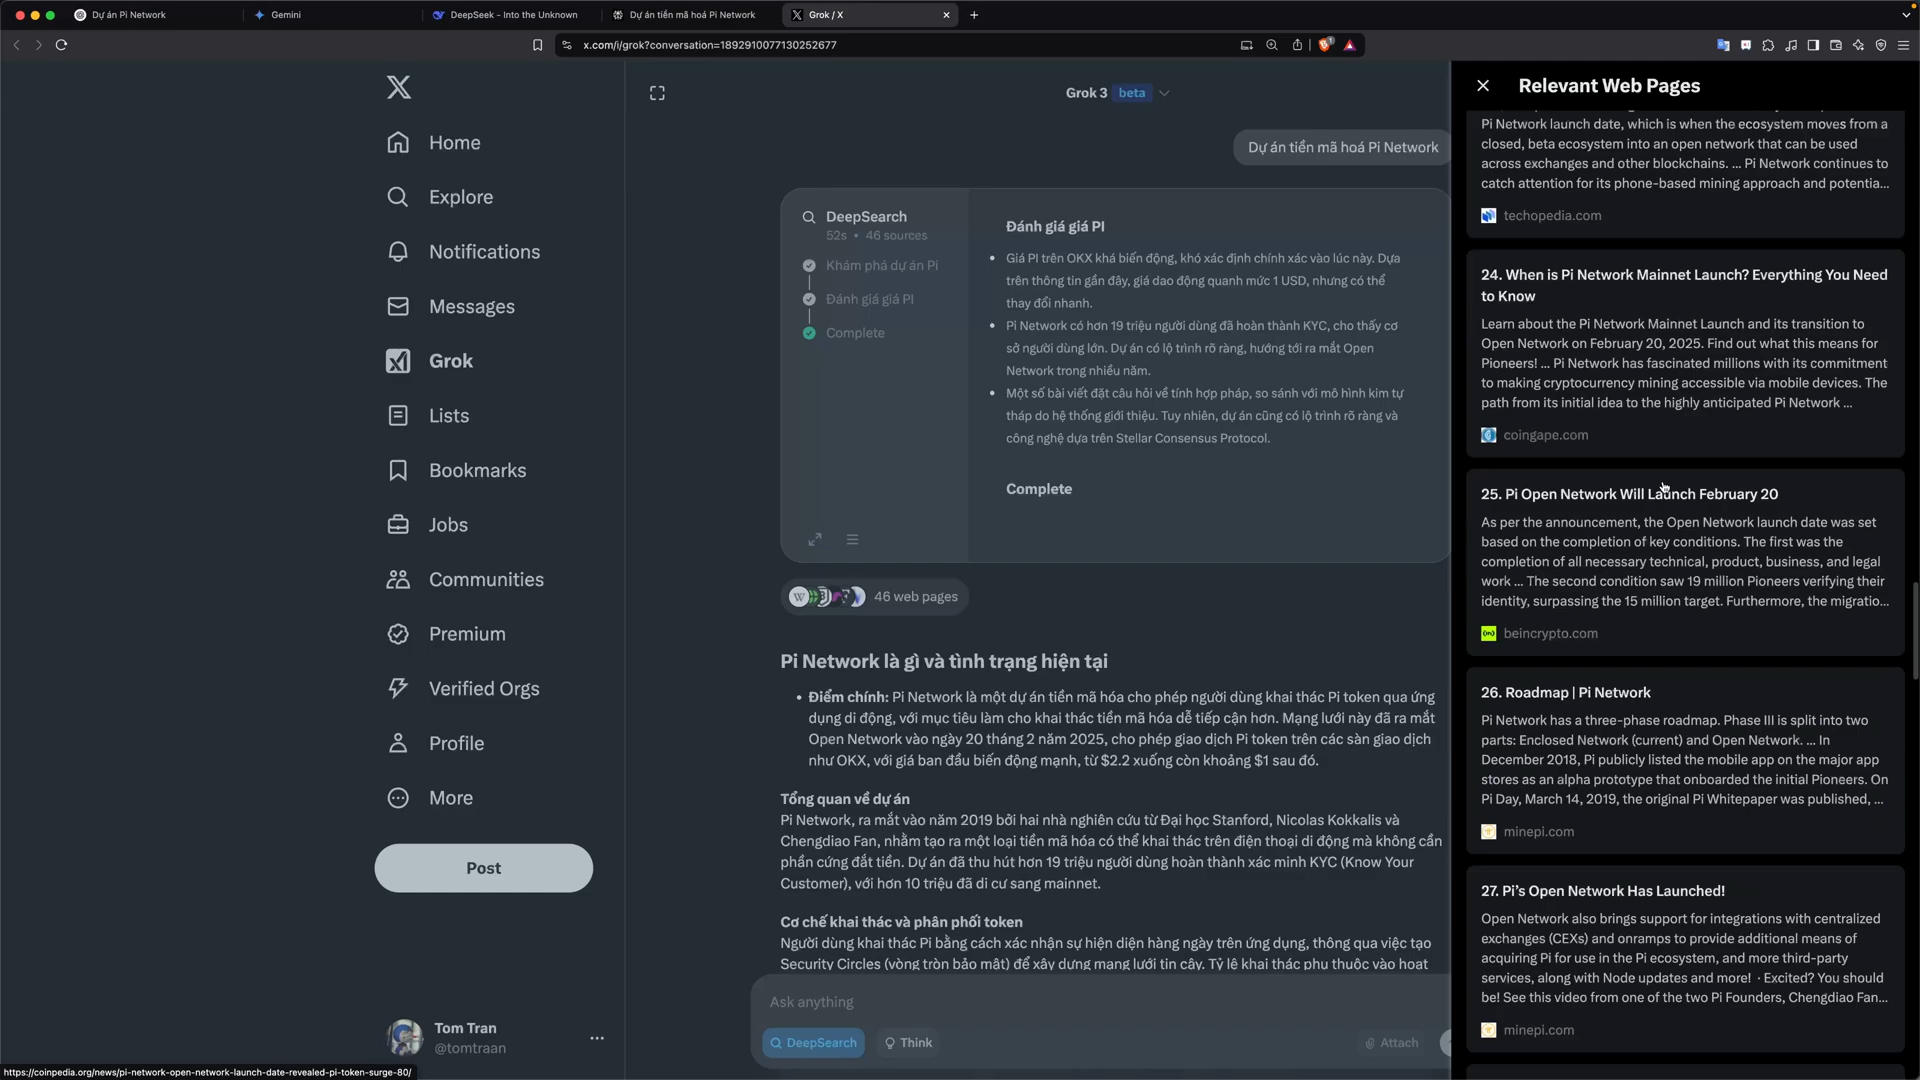 Dự án Pi Network
Gemini
DeepSeek - Into the Unknown
Dự án tiền mã hoá Pi Network
Grok / X
x.com/i/grok?conversation=1892910077130252677
Home
Explore
Notifications
Messages
Grok
Lists
Bookmarks
Jobs
Communities
Premium
Verified Orgs
Profile
More
Post
Tom Tran
@tomtraan
https://coinpedia.org/news/pi-network-open-network-launch-date-revealed-pi-token-surge-80/
Grok 3 beta
Dự án tiền mã hoá Pi Network
DeepSearch
52s • 46 sources
Khám phá dự án Pi
Đánh giá giá PI
Complete
Đánh giá giá PI
• Giá PI trên OKX khá biến động, khó xác định chính xác vào lúc này. Dựa
trên thông tin gần đây, giá dao động quanh mức 1 USD, nhưng có thể
thay đổi nhanh.
• Pi Network có hơn 19 triệu người dùng đã hoàn thành KYC, cho thấy cơ
sở người dùng lớn. Dự án có lộ trình rõ ràng, hướng tới ra mắt Open
Network trong nhiều năm.
• Một số bài viết đặt câu hỏi về tính hợp pháp, so sánh với mô hình kim tự
tháp do hệ thống giới thiệu. Tuy nhiên, dự án cũng có lộ trình rõ ràng và
công nghệ dựa trên Stellar Consensus Protocol.
Complete
46 web pages
Pi Network là gì và tình trạng hiện tại
• Điểm chính: Pi Network là một dự án tiền mã hóa cho phép người dùng khai thác Pi token qua ứng
dụng di động, với mục tiêu làm cho khai thác tiền mã hóa dễ tiếp cận hơn. Mạng lưới này đã ra mắt
Open Network vào ngày 20 tháng 2 năm 2025, cho phép giao dịch Pi token trên các sàn giao dịch
như OKX, với giá ban đầu biến động mạnh, từ $2.2 xuống còn khoảng $1 sau đó.
Tổng quan về dự án
Pi Network, ra mắt vào năm 2019 bởi hai nhà nghiên cứu từ Đại học Stanford, Nicolas Kokkalis và
Chengdiao Fan, nhằm tạo ra một loại tiền mã hóa có thể khai thác trên điện thoại di động mà không cần
phần cứng đắt tiền. Dự án đã thu hút hơn 19 triệu người dùng hoàn thành xác minh KYC (Know Your
Customer), với hơn 10 triệu đã di cư sang mainnet.
Cơ chế khai thác và phân phối token
Người dùng khai thác Pi bằng cách xác nhận sự hiện diện hàng ngày trên ứng dụng, thông qua việc tạo
Security Circles (vòng tròn bảo mật) để xây dựng mạng lưới tin cậy. Tỷ lệ khai thác phụ thuộc vào hoạt
Ask anything
DeepSearch
Think
Attach
Relevant Web Pages
Pi Network launch date, which is when the ecosystem moves from a
closed, beta ecosystem into an open network that can be used
across exchanges and other blockchains. ... Pi Network continues to
catch attention for its phone-based mining approach and potentia...
techopedia.com
24. When is Pi Network Mainnet Launch? Everything You Need
to Know
Learn about the Pi Network Mainnet Launch and its transition to
Open Network on February 20, 2025. Find out what this means for
Pioneers! ... Pi Network has fascinated millions with its commitment
to making cryptocurrency mining accessible via mobile devices. The
path from its initial idea to the highly anticipated Pi Network ...
coingape.com
25. Pi Open Network Will Launch February 20
As per the announcement, the Open Network launch date was set
based on the completion of key conditions. The first was the
completion of all necessary technical, product, business, and legal
work ... The second condition saw 19 million Pioneers verifying their
identity, surpassing the 15 million target. Furthermore, the migratio...
beincrypto.com
26. Roadmap | Pi Network
Pi Network has a three-phase roadmap. Phase III is split into two
parts: Enclosed Network (current) and Open Network. ... In
December 2018, Pi publicly listed the mobile app on the major app
stores as an alpha prototype that onboarded the initial Pioneers. On
Pi Day, March 14, 2019, the original Pi Whitepaper was published, ...
minepi.com
27. Pi's Open Network Has Launched!
Open Network also brings support for integrations with centralized
exchanges (CEXs) and onramps to provide additional means of
acquiring Pi for use in the Pi ecosystem, and more third-party
services, along with Node updates and more! · Excited? You should
be! See this video from one of the two Pi Founders, Chengdiao Fan...
minepi.com